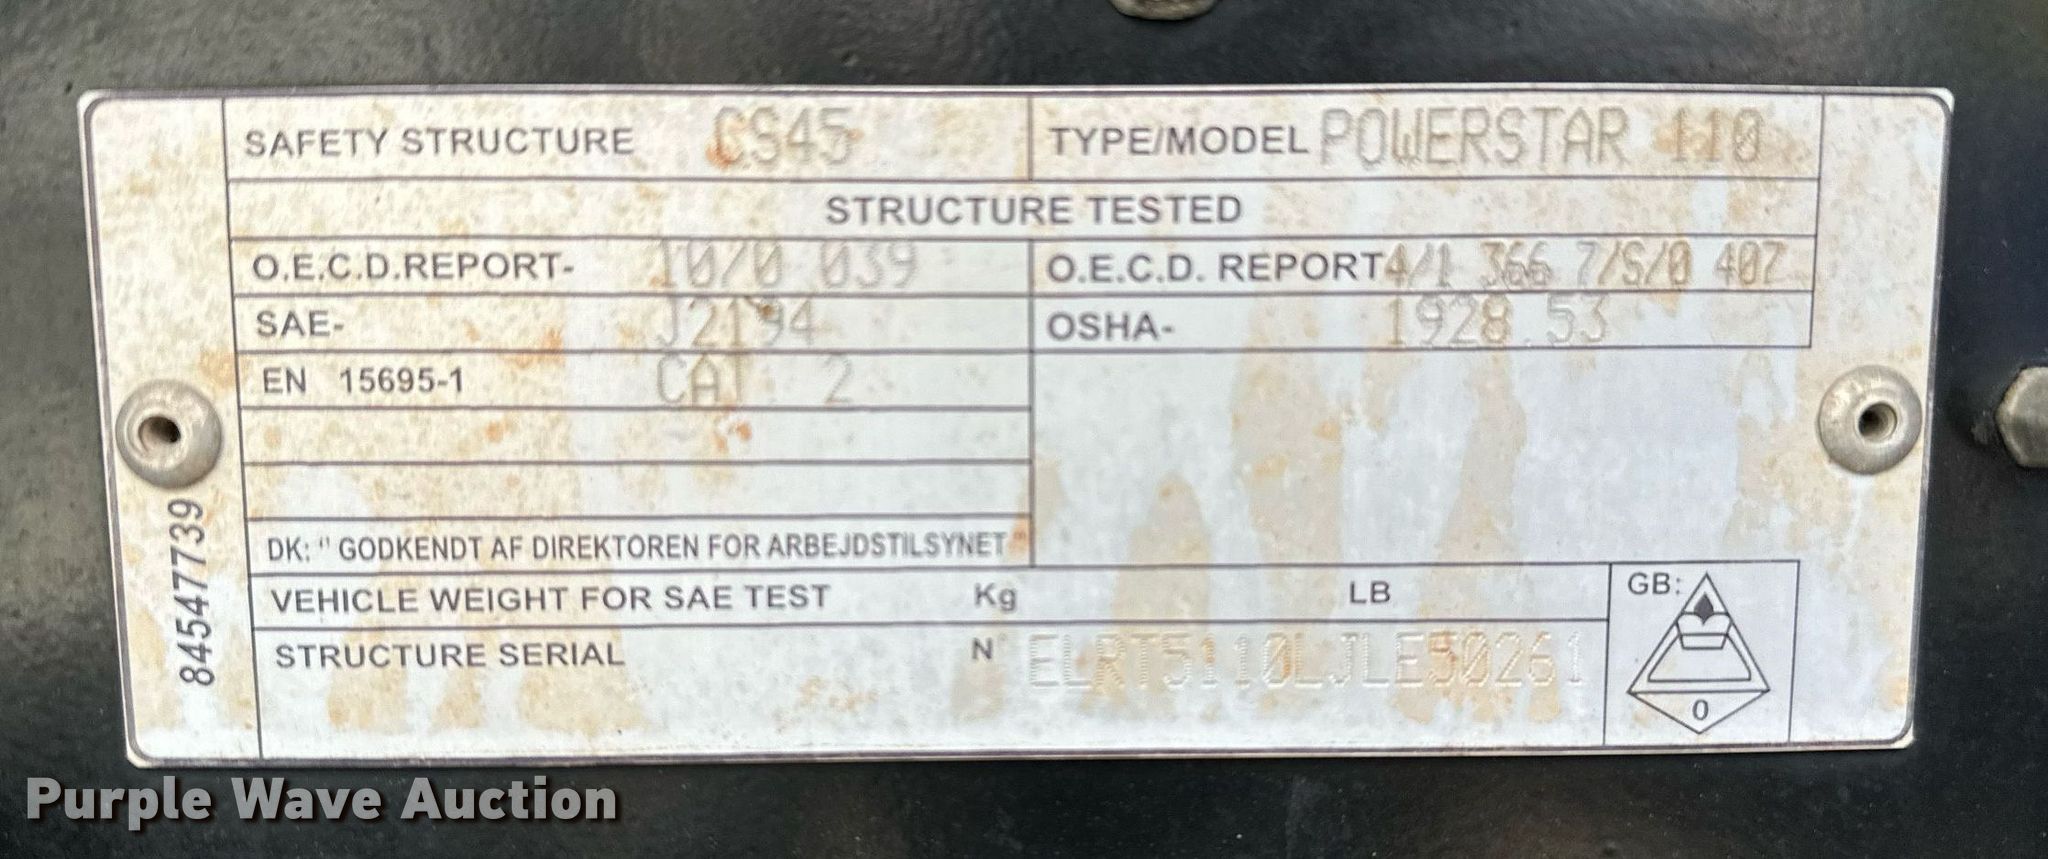 SAFETY STRUCTURE CS45 TYPE/MODEL POWERSTAR 110
STRUCTURE TESTED
O.E.C.D.REPORT- 10/0 039 O.E.C.D. REPORT 4/1 366 7/S/0 407
SAE- J2194 OSHA- 1928.53
EN 15695-1 CAT. 2
DK: " GODKENDT AF DIREKTOREN FOR ARBEJDSTILSYNET "
VEHICLE WEIGHT FOR SAE TEST Kg LB GB:
STRUCTURE SERIAL N° ELRT5110LJLE50261
0
84547739
Purple Wave Auction